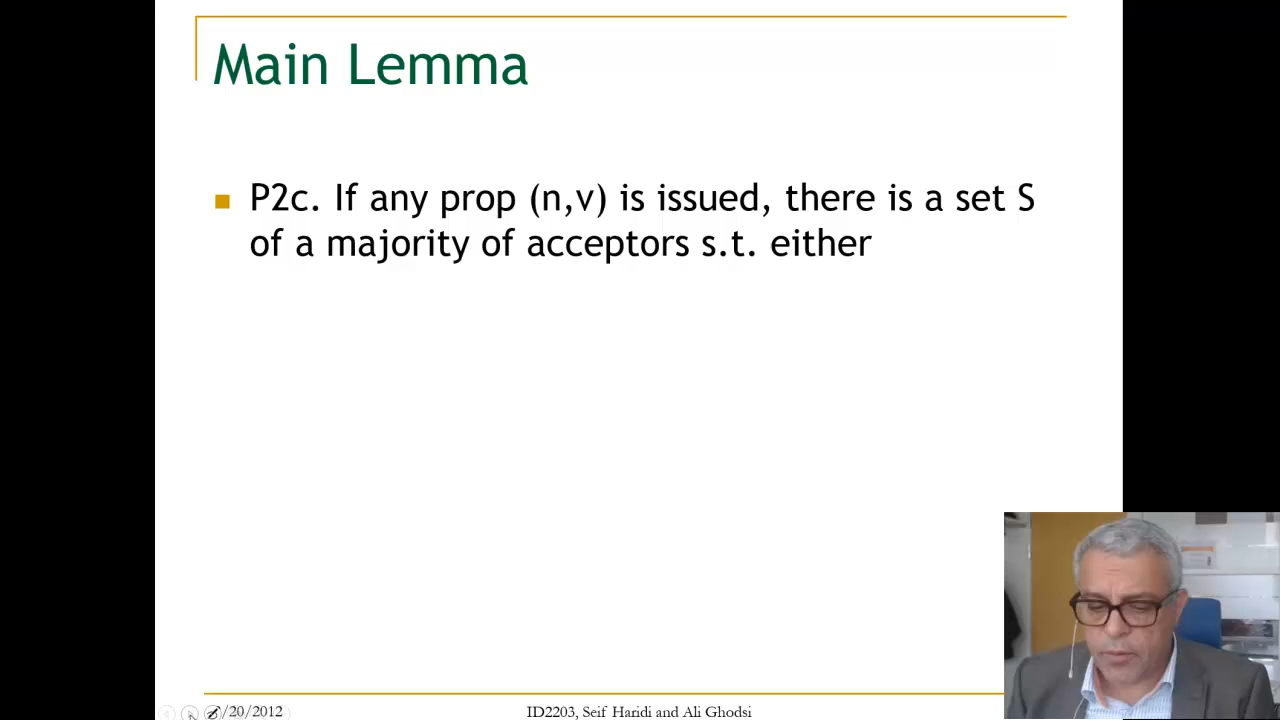 Main Lemma
P2c. If any prop (n,v) is issued, there is a set S
of a majority of acceptors s.t. either
/20/2012
ID2203, Seif Haridi and Ali Ghodsi